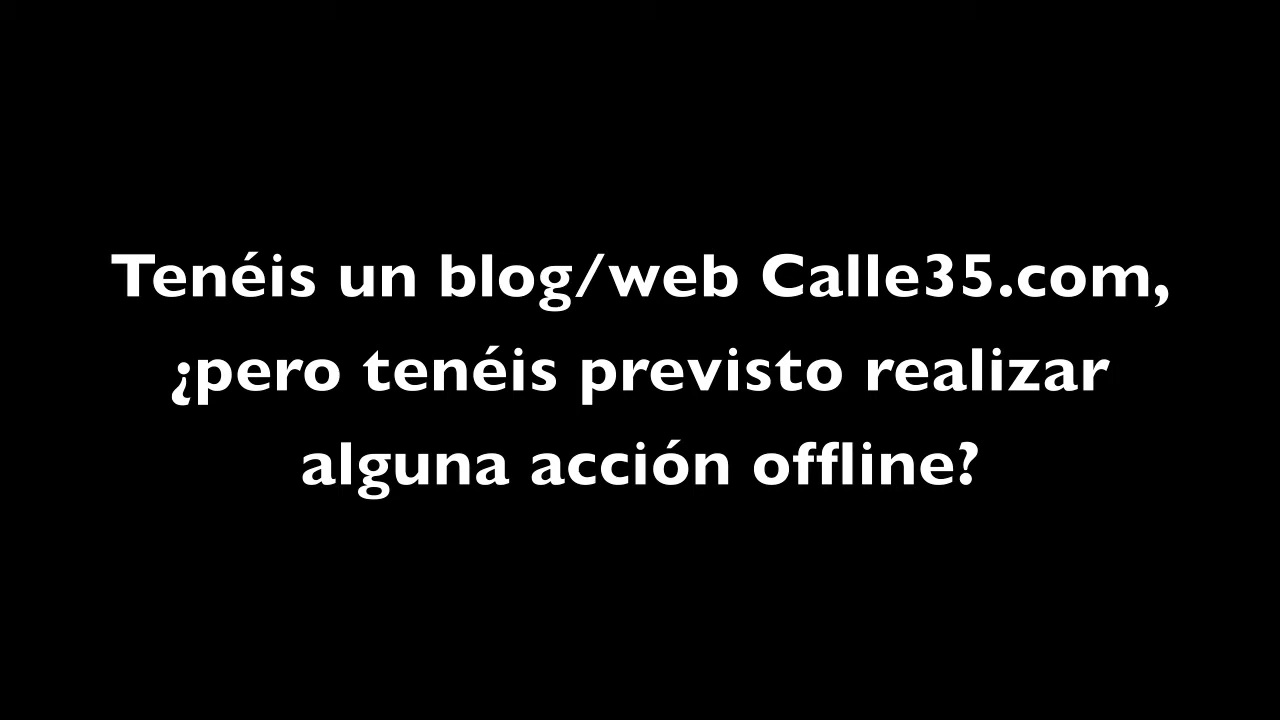 Tenéis un blog/web Calle35.com,
¿pero tenéis previsto realizar
alguna acción offline?